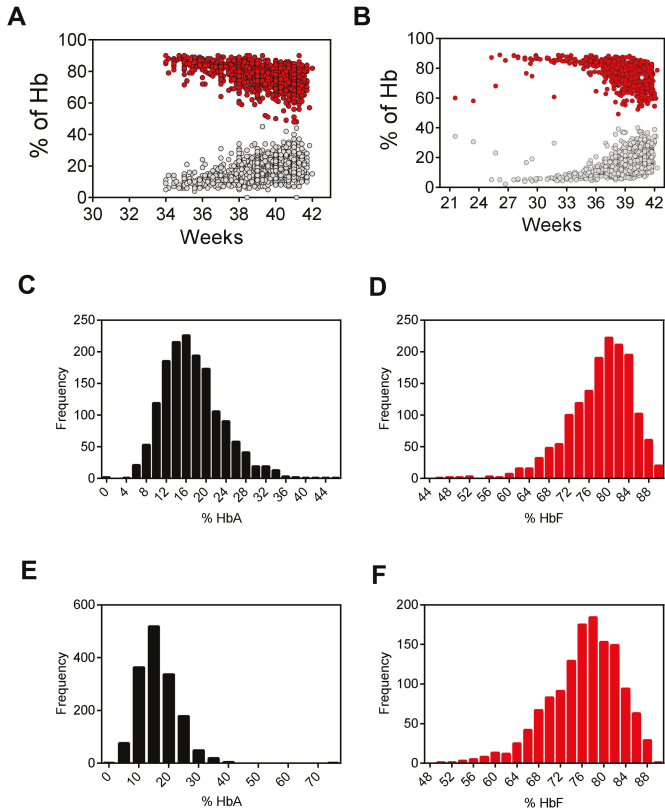 A
B
% of Hb
100
80
60
40
20
0
30 32 34 36 38 40 42
Weeks
% of Hb
100
80
60
40
20
0
21 24 27 30 33 36 39 42
Weeks
C
D
Frequency
250
200
150
100
50
0
0 4 8 12 16 20 24 28 32 36 40 44
% HbA
Frequency
250
200
150
100
50
0
44 48 52 56 60 64 68 72 76 80 84 88
% HbF
E
F
Frequency
600
400
200
0
0 10 20 30 40 50 60 70
% HbA
Frequency
200
150
100
50
0
48 52 56 60 64 68 72 76 80 84 88
% HbF